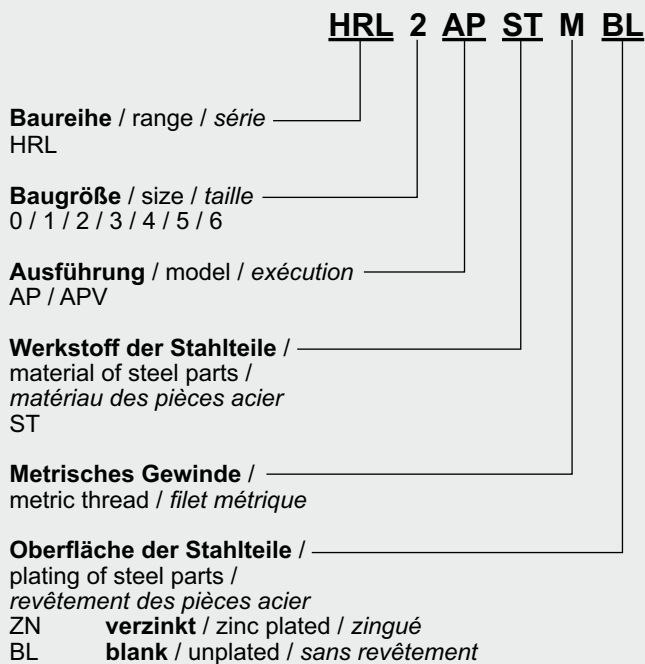 HRL 2 AP ST M BL
Baureihe / range / série
HRL
Baugröße / size / taille
0 / 1 / 2 / 3 / 4 / 5 / 6
Ausführung / model / exécution
AP / APV
Werkstoff der Stahlteile /
material of steel parts /
matériau des pièces acier
ST
Metrisches Gewinde /
metric thread / filet métrique
Oberfläche der Stahlteile /
plating of steel parts /
revêtement des pièces acier
ZN verzinkt / zinc plated / zingué
BL blank / unplated / sans revêtement